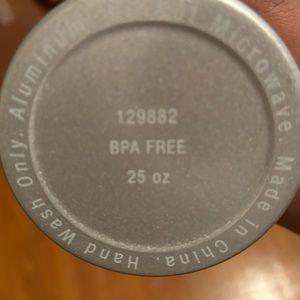 129882
BPA FREE
25 oz
Aluminum. Microwave. Made in China. Hand Wash Only.